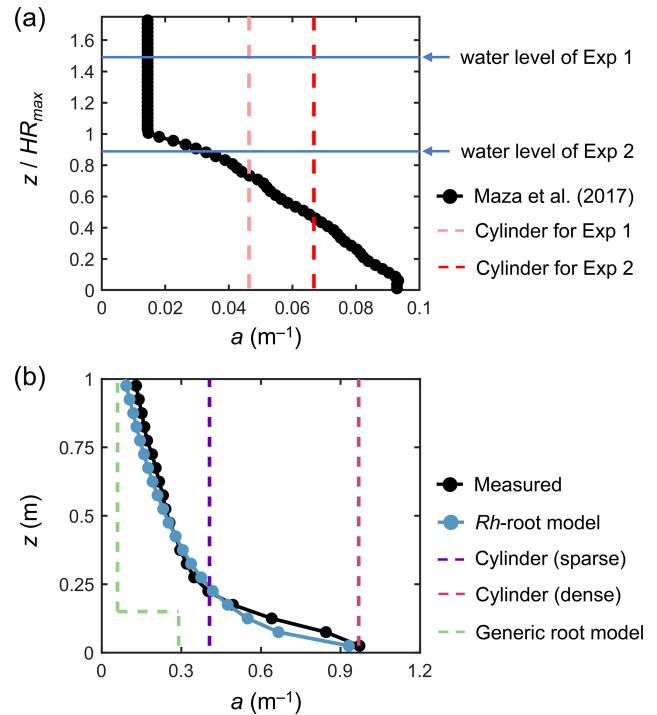 (a)
1.6
1.4
1.2
1
0.8
0.6
0.4
0.2
0
z / HR_max
0 0.02 0.04 0.06 0.08 0.1
a (m⁻¹)
water level of Exp 1
water level of Exp 2
Maza et al. (2017)
Cylinder for Exp 1
Cylinder for Exp 2
(b)
1
0.75
0.5
0.25
0
z (m)
0 0.3 0.6 0.9 1.2
a (m⁻¹)
Measured
Rh-root model
Cylinder (sparse)
Cylinder (dense)
Generic root model